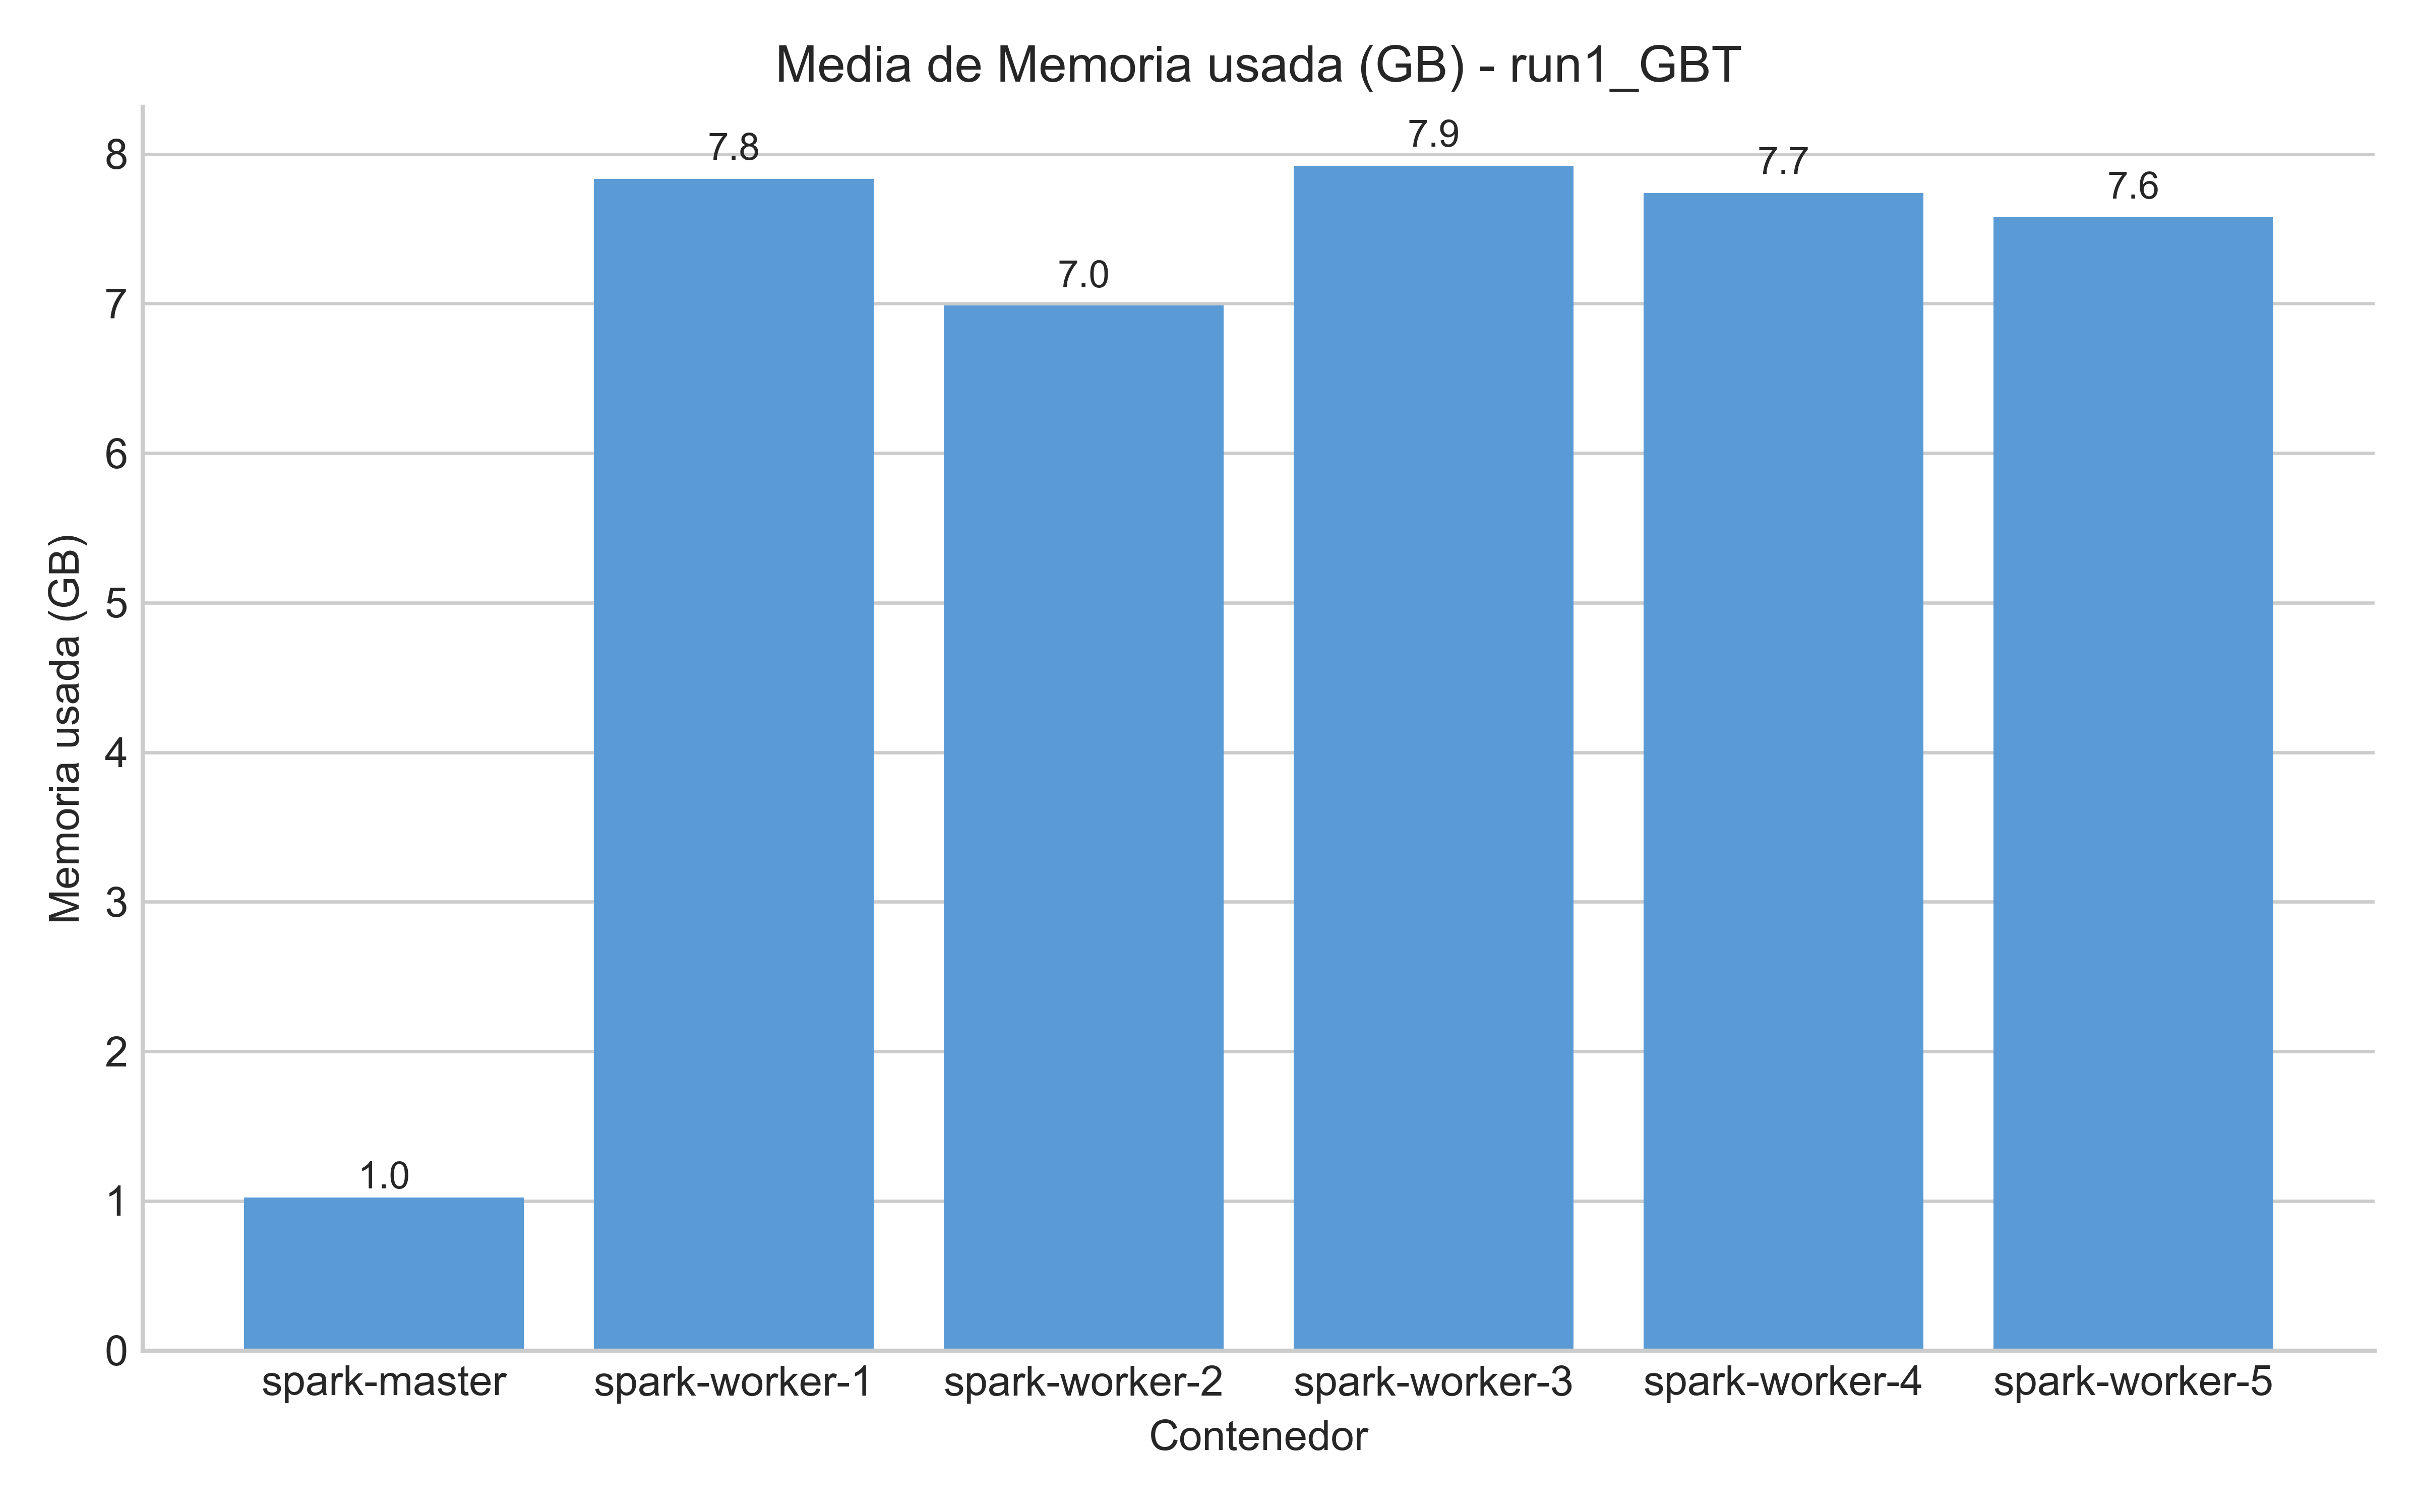 Media de Memoria usada (GB) - run1_GBT
Memoria usada (GB)
8
7
6
5
4
3
2
1
0
1.0
7.8
7.0
7.9
7.7
7.6
spark-master
spark-worker-1
spark-worker-2
spark-worker-3
spark-worker-4
spark-worker-5
Contenedor